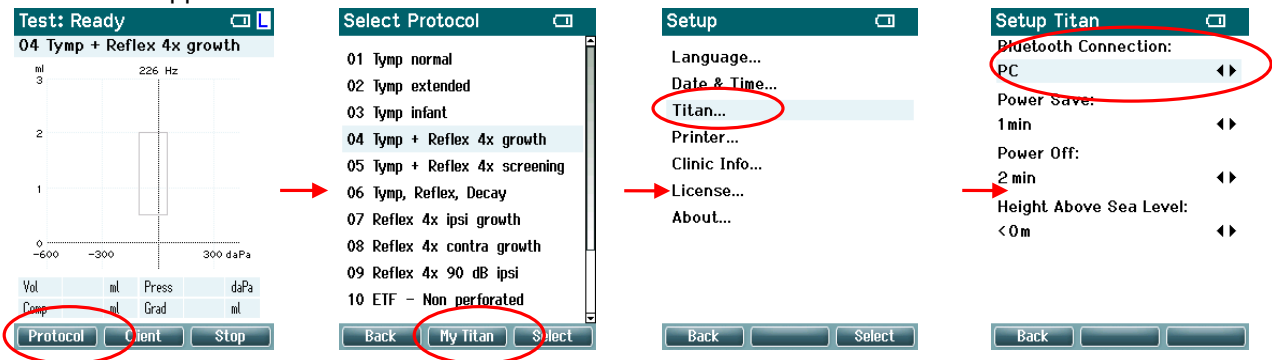 Test: Ready L
04 Tymp + Reflex 4x growth
ml
3
226 Hz
2
1
0
-600 -300 300 daPa
Vol ml Press daPa
Comp ml Grad ml
Protocol Client Stop
Select Protocol
01 Tymp normal
02 Tymp extended
03 Tymp infant
04 Tymp + Reflex 4x growth
05 Tymp + Reflex 4x screening
06 Tymp, Reflex, Decay
07 Reflex 4x ipsi growth
08 Reflex 4x contra growth
09 Reflex 4x 90 dB ipsi
10 ETF - Non perforated
Back My Titan Select
Setup
Language...
Date & Time...
Titan...
Printer...
Clinic Info...
License...
About...
Back Select
Setup Titan
Bluetooth Connection:
PC
Power Save:
1 min
Power Off:
2 min
Height Above Sea Level:
<0m
Back